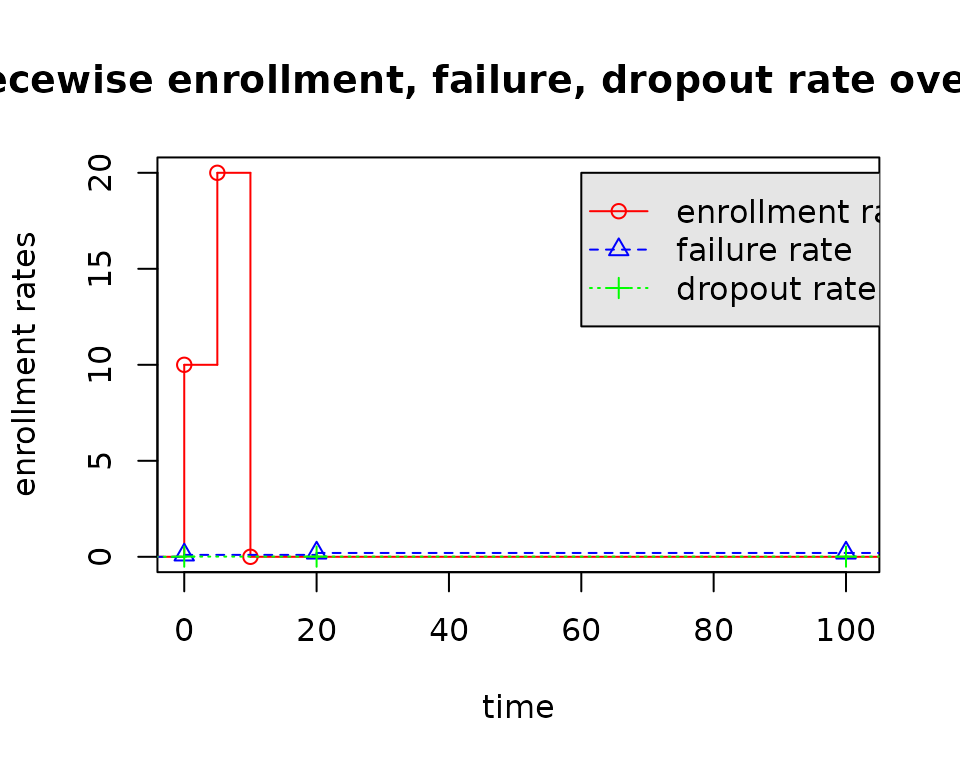 ecewise enrollment, failure, dropout rate ove
enrollment rates
20
15
10
5
0
enrollment ra
failure rate
dropout rate
0 20 40 60 80 100
time